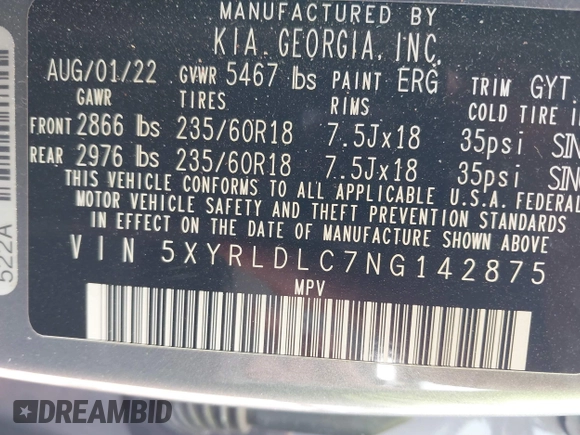 MANUFACTURED BY
KIA GEORGIA, INC.
AUG/01/22 GVWR 5467 lbs PAINT ERG TRIM GYT
GAWR TIRES RIMS COLD TIRE
FRONT 2866 lbs 235/60R18 7.5Jx18 35psi SIN
REAR 2976 lbs 235/60R18 7.5Jx18 35psi SIN
THIS VEHICLE CONFORMS TO ALL APPLICABLE U.S.A. FEDERAL
MOTOR VEHICLE SAFETY AND THEFT PREVENTION STANDARDS
IN EFFECT ON THE DATE OF MANUFACTURE SHOWN ABOVE.
VIN 5XYRLDLC7NG142875
MPV
522A
DREAMBID